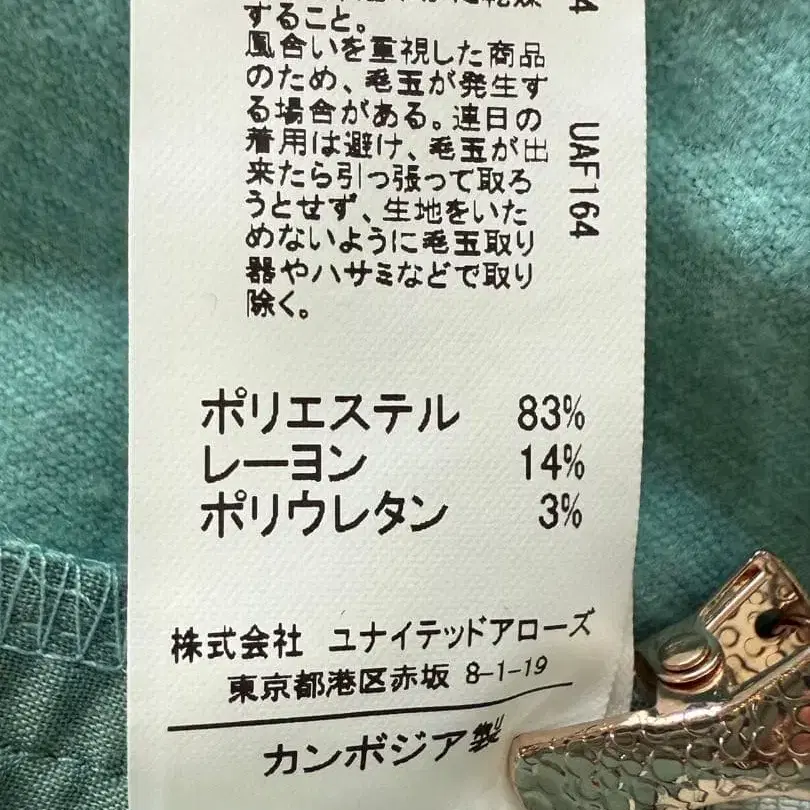 すること。
風合いを重視した商品
のため、毛玉が発生す
る場合がある。連日の
着用は避け、毛玉が出
来たら引っ張って取ろ
うとせず、生地をいた
めないように毛玉取り
器やハサミなどで取り
除く。
4
UAF164
ポリエステル 83%
レーヨン 14%
ポリウレタン 3%
株式会社 ユナイテッドアローズ
東京都港区赤坂 8-1-19
カンボジア製